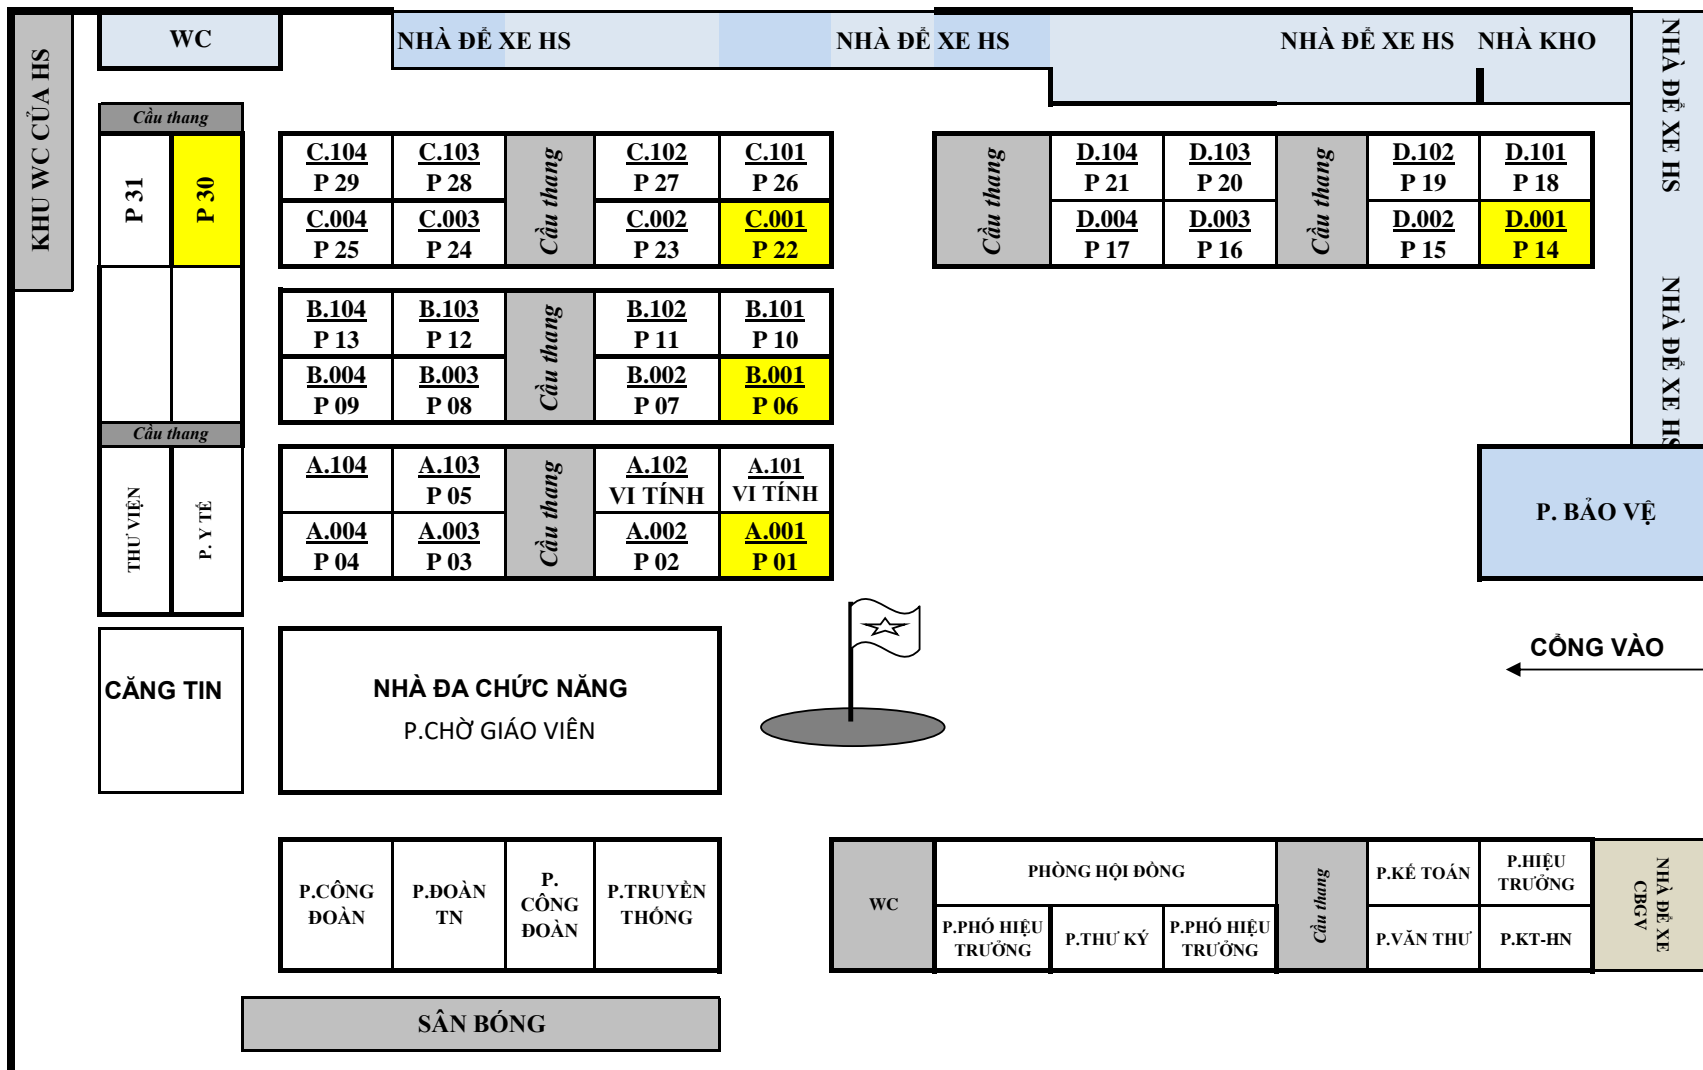 WC
NHÀ ĐỂ XE HS
NHÀ ĐỂ XE HS
NHÀ ĐỂ XE HS
NHÀ KHO
NHÀ ĐỂ XE HS
NHÀ ĐỂ XE HS
KHU WC CỦA HS
Cầu thang
P 31
P 30
C.104
P 29
C.103
P 28
Cầu thang
C.102
P 27
C.101
P 26
C.004
P 25
C.003
P 24
C.002
P 23
C.001
P 22
Cầu thang
D.104
P 21
D.103
P 20
Cầu thang
D.102
P 19
D.101
P 18
D.004
P 17
D.003
P 16
D.002
P 15
D.001
P 14
B.104
P 13
B.103
P 12
Cầu thang
B.102
P 11
B.101
P 10
B.004
P 09
B.003
P 08
B.002
P 07
B.001
P 06
Cầu thang
THƯ VIỆN
P. Y TẾ
A.104
A.103
P 05
Cầu thang
A.102
VI TÍNH
A.101
VI TÍNH
A.004
P 04
A.003
P 03
A.002
P 02
A.001
P 01
P. BẢO VỆ
CỔNG VÀO
CĂNG TIN
NHÀ ĐA CHỨC NĂNG
P.CHỜ GIÁO VIÊN
P.CÔNG
ĐOÀN
P.ĐOÀN
TN
P.
CÔNG
ĐOÀN
P.TRUYỀN
THỐNG
WC
PHÒNG HỘI ĐỒNG
P.PHÓ HIỆU
TRƯỞNG
P.THƯ KÝ
P.PHÓ HIỆU
TRƯỞNG
Cầu thang
P.KẾ TOÁN
P.HIỆU
TRƯỞNG
P.VĂN THƯ
P.KT-HN
NHÀ ĐỂ XE
CBGV
SÂN BÓNG